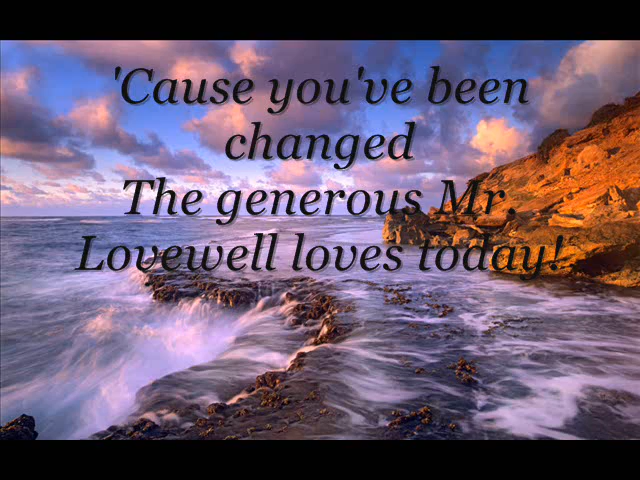 'Cause you've been
changed
The generous Mr
Lovewell loves today!